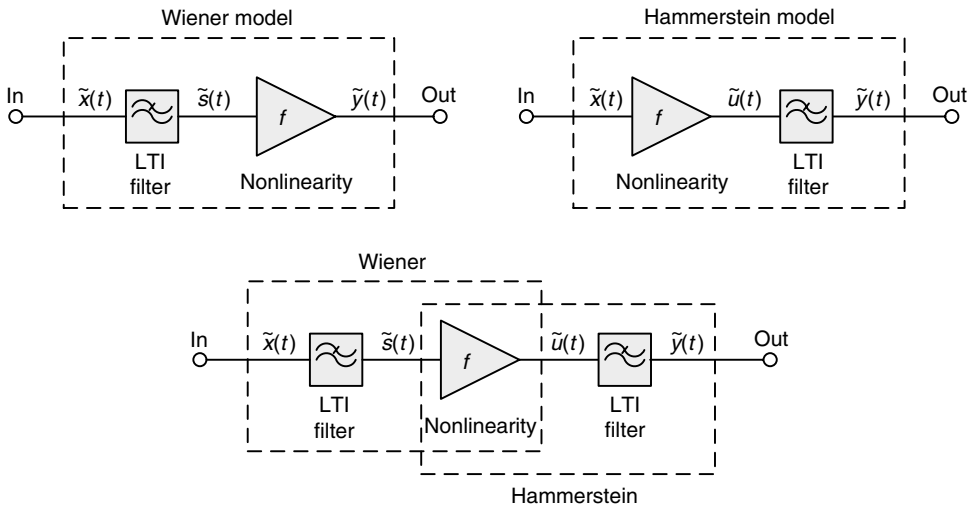 Wiener model
In x̃(t) s̃(t) ỹ(t) Out
f
LTI
filter
Nonlinearity
Hammerstein model
In x̃(t) ũ(t) ỹ(t) Out
f
Nonlinearity
LTI
filter
Wiener
In x̃(t) s̃(t) ũ(t) ỹ(t) Out
f
LTI
filter
Nonlinearity
LTI
filter
Hammerstein